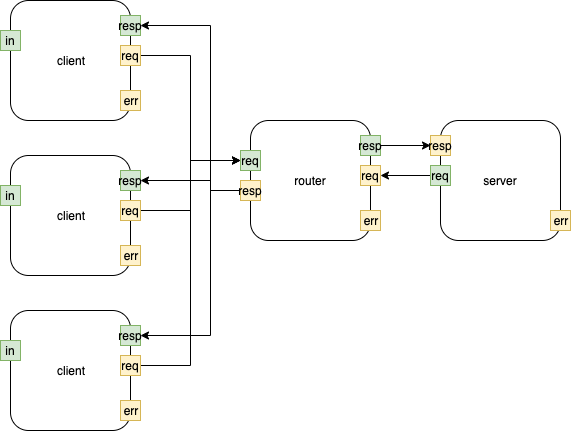 resp
in
req
client
err
resp
in
req
client
err
resp
in
req
client
err
req
resp
router
resp
req
err
resp
req
server
err